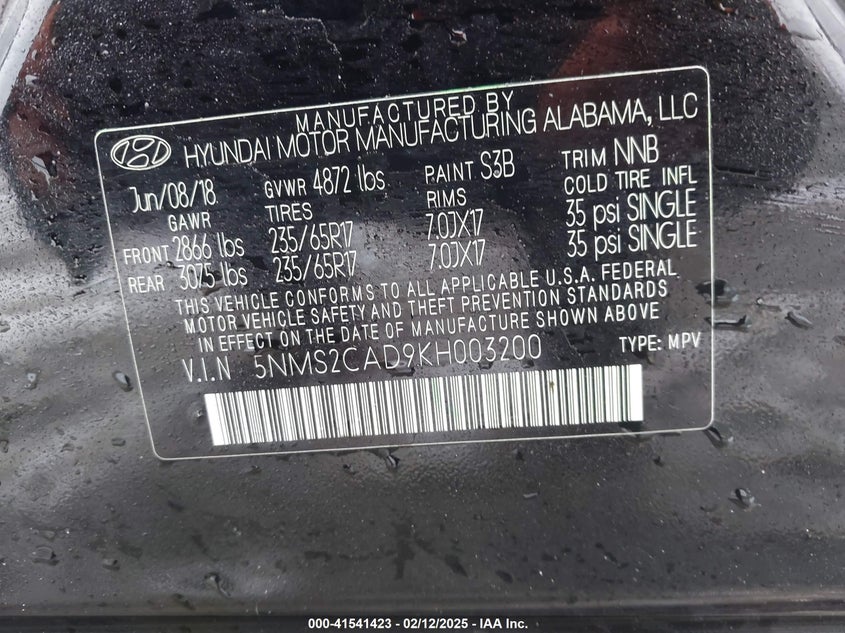 MANUFACTURED BY
HYUNDAI MOTOR MANUFACTURING ALABAMA, LLC
Jun/08/18 GVWR 4872 lbs PAINT S3B TRIM NNB
GAWR TIRES RIMS COLD TIRE INFL
FRONT 2866 lbs 235/65R17 7.0JX17 35 psi SINGLE
REAR 3075 lbs 235/65R17 7.0JX17 35 psi SINGLE
THIS VEHICLE CONFORMS TO ALL APPLICABLE U.S.A. FEDERAL
MOTOR VEHICLE SAFETY AND THEFT PREVENTION STANDARDS
IN EFFECT ON THE DATE OF MANUFACTURE SHOWN ABOVE
V.I.N 5NMS2CAD9KH003200 TYPE: MPV
000-41541423 — 02/12/2025 — IAA Inc.